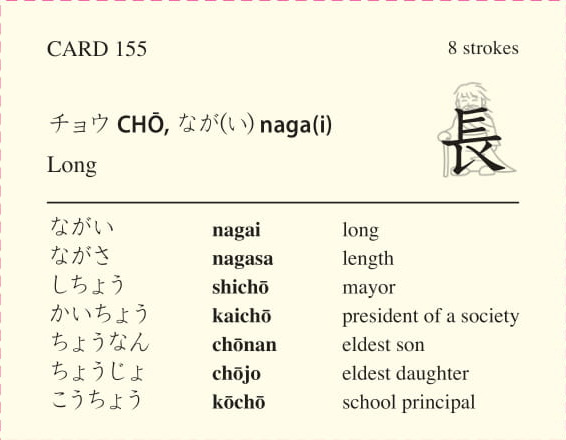 CARD 155 8 strokes
チョウ CHŌ, なが(い) naga(i) 長
Long
ながい nagai long
ながさ nagasa length
しちょう shichō mayor
かいちょう kaichō president of a society
ちょうなん chōnan eldest son
ちょうじょ chōjo eldest daughter
こうちょう kōchō school principal